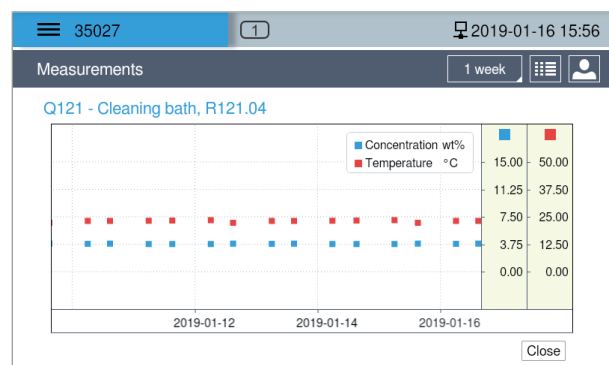 35027 1 2019-01-16 15:56
Measurements 1 week
Q121 - Cleaning bath, R121.04
Concentration wt%
Temperature °C
15.00 50.00
11.25 37.50
7.50 25.00
3.75 12.50
0.00 0.00
2019-01-12 2019-01-14 2019-01-16
Close